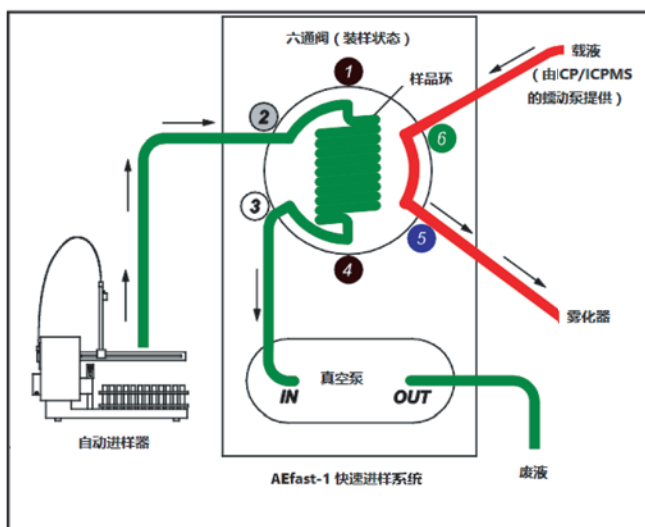 六通阀（装样状态）
1
样品环
载液
（由ICP/ICPMS
的蠕动泵提供）
2
6
3
5
4
雾化器
真空泵
IN
OUT
自动进样器
废液
AEfast-1 快速进样系统